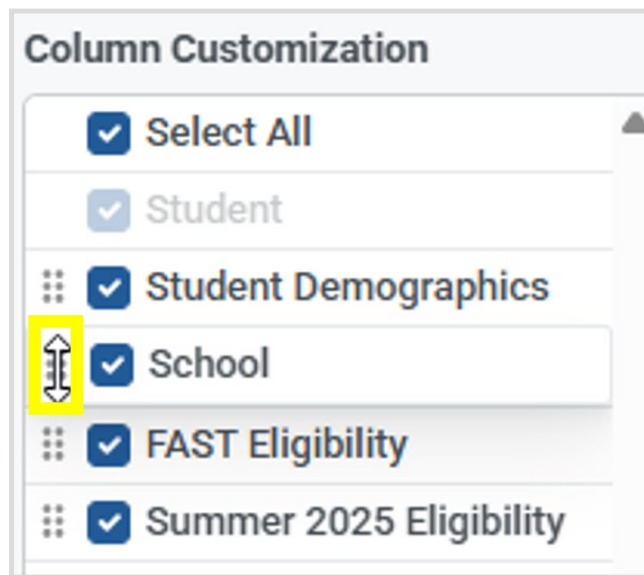 Column Customization
Select All
Student
Student Demographics
School
FAST Eligibility
Summer 2025 Eligibility